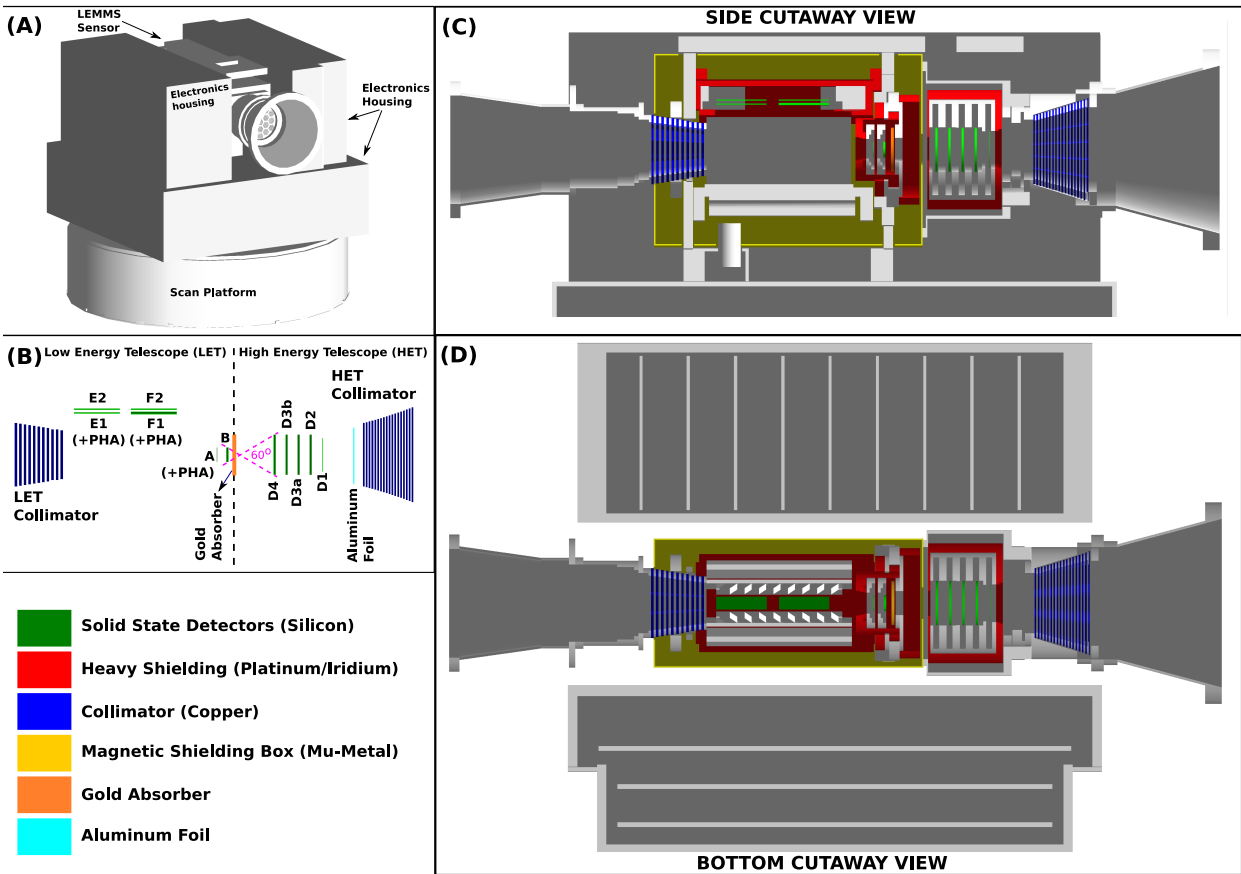 (A)
LEMMS
Sensor
Electronics
housing
Electronics
Housing
Scan Platform
(B)
Low Energy Telescope (LET)
High Energy Telescope (HET)
HET
Collimator
E2
F2
E1
F1
(+PHA)
(+PHA)
D3b
D2
B
A
(+PHA)
60°
D4
D3a
D1
LET
Collimator
Gold
Absorber
Aluminum
Foil
Solid State Detectors (Silicon)
Heavy Shielding (Platinum/Iridium)
Collimator (Copper)
Magnetic Shielding Box (Mu-Metal)
Gold Absorber
Aluminum Foil
(C)
SIDE CUTAWAY VIEW
(D)
BOTTOM CUTAWAY VIEW